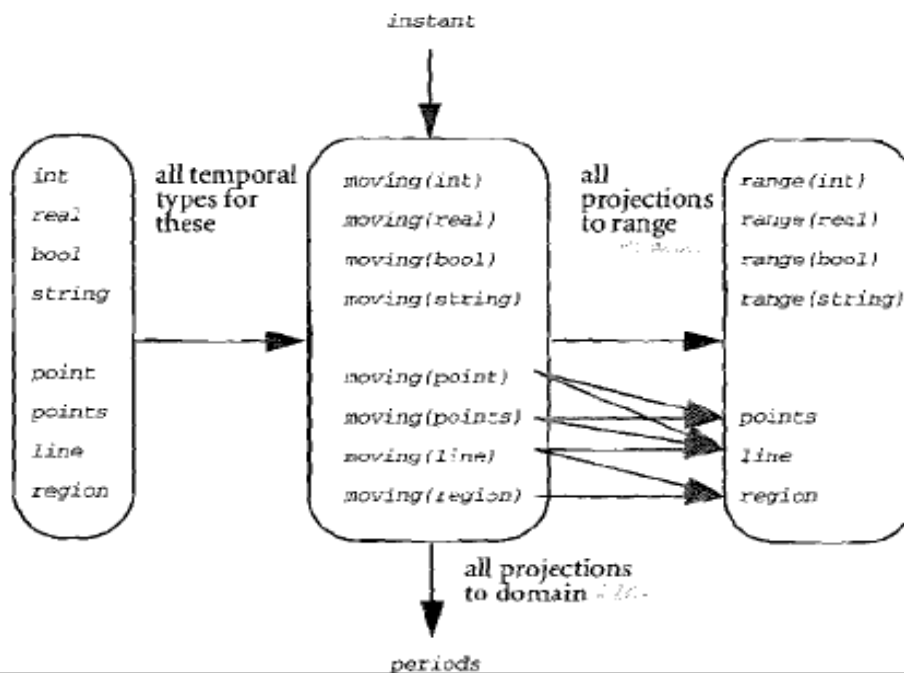 instant
int
real
bool
string
point
points
line
region
all temporal
types for
these
moving(int)
moving(real)
moving(bool)
moving(string)
moving(point)
moving(points)
moving(line)
moving(region)
all
projections
to range
range(int)
range(real)
range(bool)
range(string)
points
line
region
all projections
to domain
periods